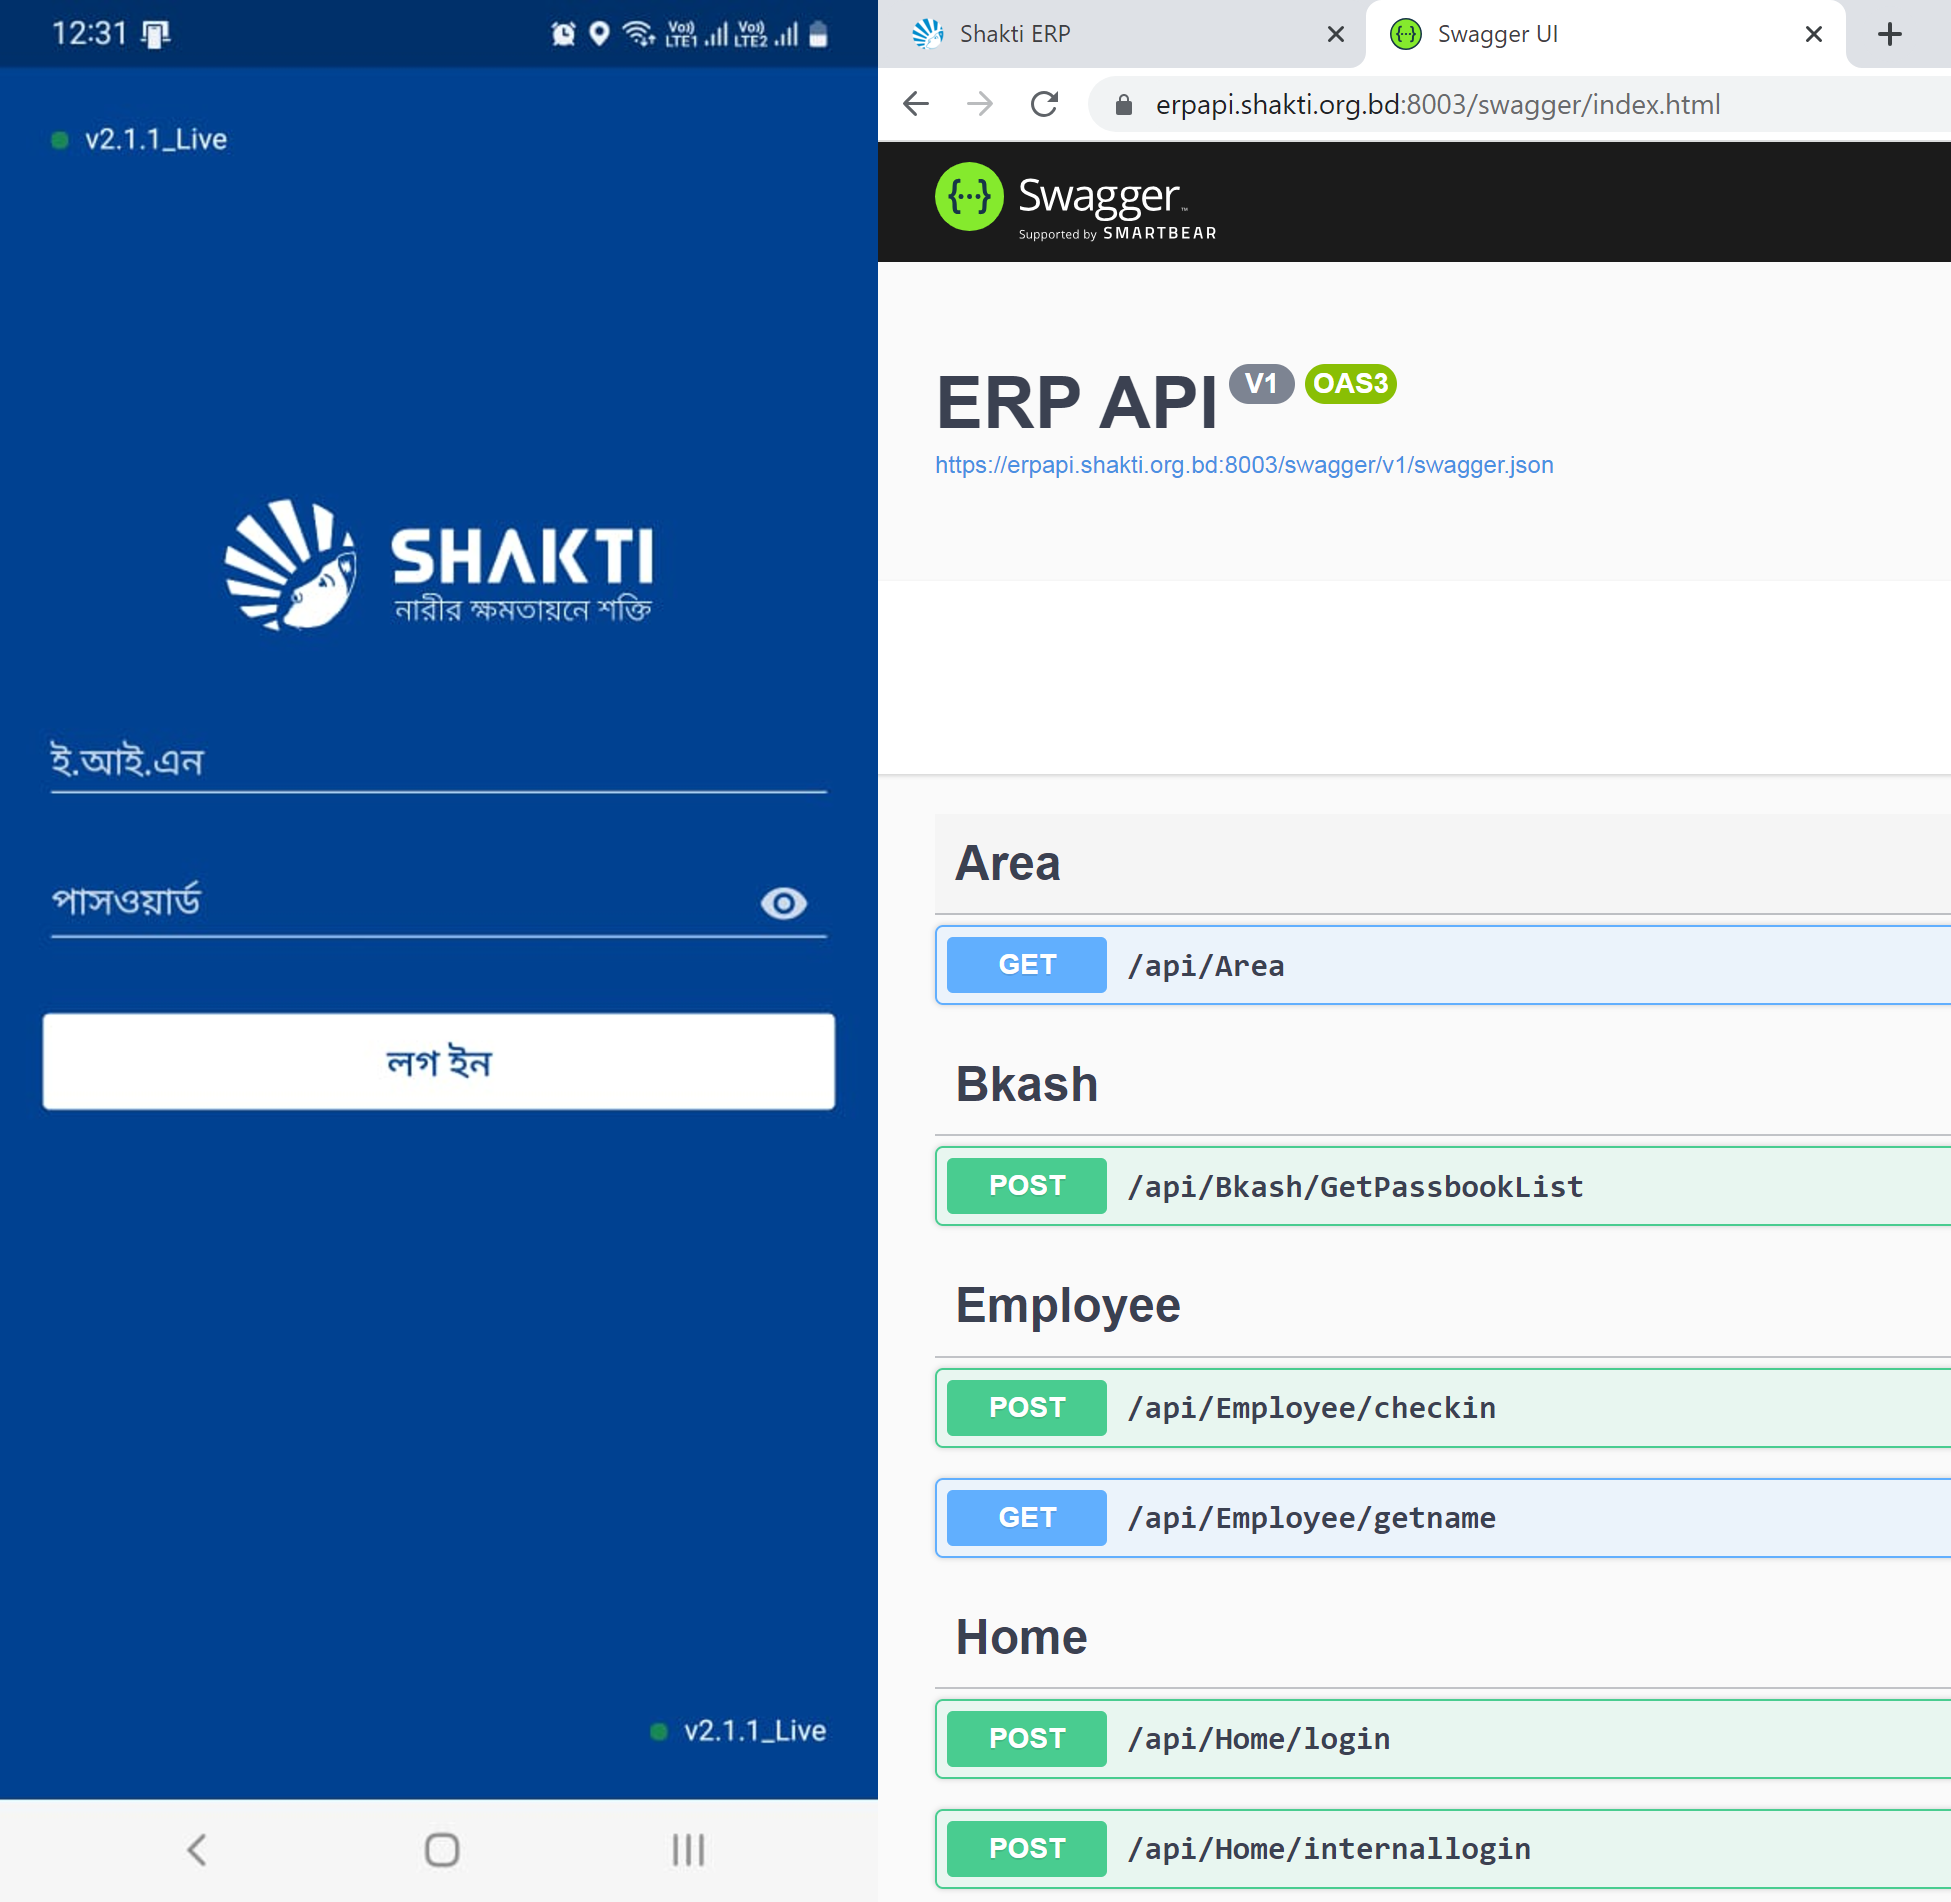 12:31
Vo)) LTE1 Vo)) LTE2
v2.1.1_Live
SHAKTI
নারীর ক্ষমতায়নে শক্তি
ই.আই.এন
পাসওয়ার্ড
লগ ইন
v2.1.1_Live
Shakti ERP
Swagger UI
erpapi.shakti.org.bd:8003/swagger/index.html
{···} Swagger™
Supported by SMARTBEAR
ERP API V1 OAS3
https://erpapi.shakti.org.bd:8003/swagger/v1/swagger.json
Area
GET /api/Area
Bkash
POST /api/Bkash/GetPassbookList
Employee
POST /api/Employee/checkin
GET /api/Employee/getname
Home
POST /api/Home/login
POST /api/Home/internallogin